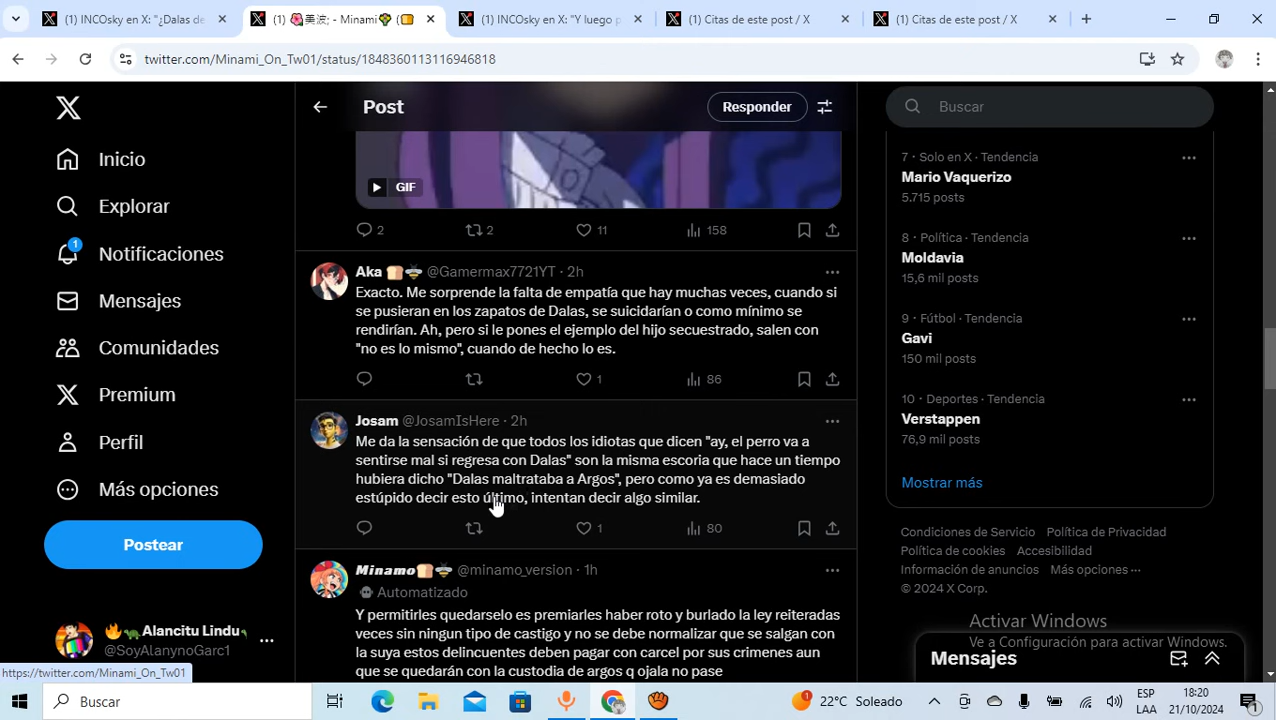 (1) INCOsky en X: "¿Dalas de
(1) 🌺美波; - Minami
(1) INCOsky en X: "Y luego p
(1) Citas de este post / X
(1) Citas de este post / X
twitter.com/Minami_On_Tw01/status/1848360113116946818
Inicio
Explorar
1
Notificaciones
Mensajes
Comunidades
Premium
Perfil
Más opciones
Postear
🔥🐢Alancitu Lindu
@SoyAlanynoGarc1
https://twitter.com/Minami_On_Tw01
Post
Responder
GIF
2 2 11 158
Aka 🍞🐝 @Gamermax7721YT · 2h
Exacto. Me sorprende la falta de empatía que hay muchas veces, cuando si
se pusieran en los zapatos de Dalas, se suicidarían o como mínimo se
rendirían. Ah, pero si le pones el ejemplo del hijo secuestrado, salen con
"no es lo mismo", cuando de hecho lo es.
1 86
Josam @JosamIsHere · 2h
Me da la sensación de que todos los idiotas que dicen "ay, el perro va a
sentirse mal si regresa con Dalas" son la misma escoria que hace un tiempo
hubiera dicho "Dalas maltrataba a Argos", pero como ya es demasiado
estúpido decir esto último, intentan decir algo similar.
1 80
Minamo🍞🐝 @minamo_version · 1h
Automatizado
Y permitirles quedarselo es premiarles haber roto y burlado la ley reiteradas
veces sin ningun tipo de castigo y no se debe normalizar que se salgan con
la suya estos delincuentes deben pagar con carcel por sus crimenes aun
que se quedarán con la custodia de argos q ojala no pase
Buscar
7 · Solo en X · Tendencia
Mario Vaquerizo
5.715 posts
8 · Política · Tendencia
Moldavia
15,6 mil posts
9 · Fútbol · Tendencia
Gavi
150 mil posts
10 · Deportes · Tendencia
Verstappen
76,9 mil posts
Mostrar más
Condiciones de Servicio Política de Privacidad
Política de cookies Accesibilidad
Información de anuncios Más opciones ···
© 2024 X Corp.
Activar Windows
Ve a Configuración para activar Windows.
Mensajes
Buscar
1
22°C Soleado
ESP
LAA
18:20
21/10/2024
1